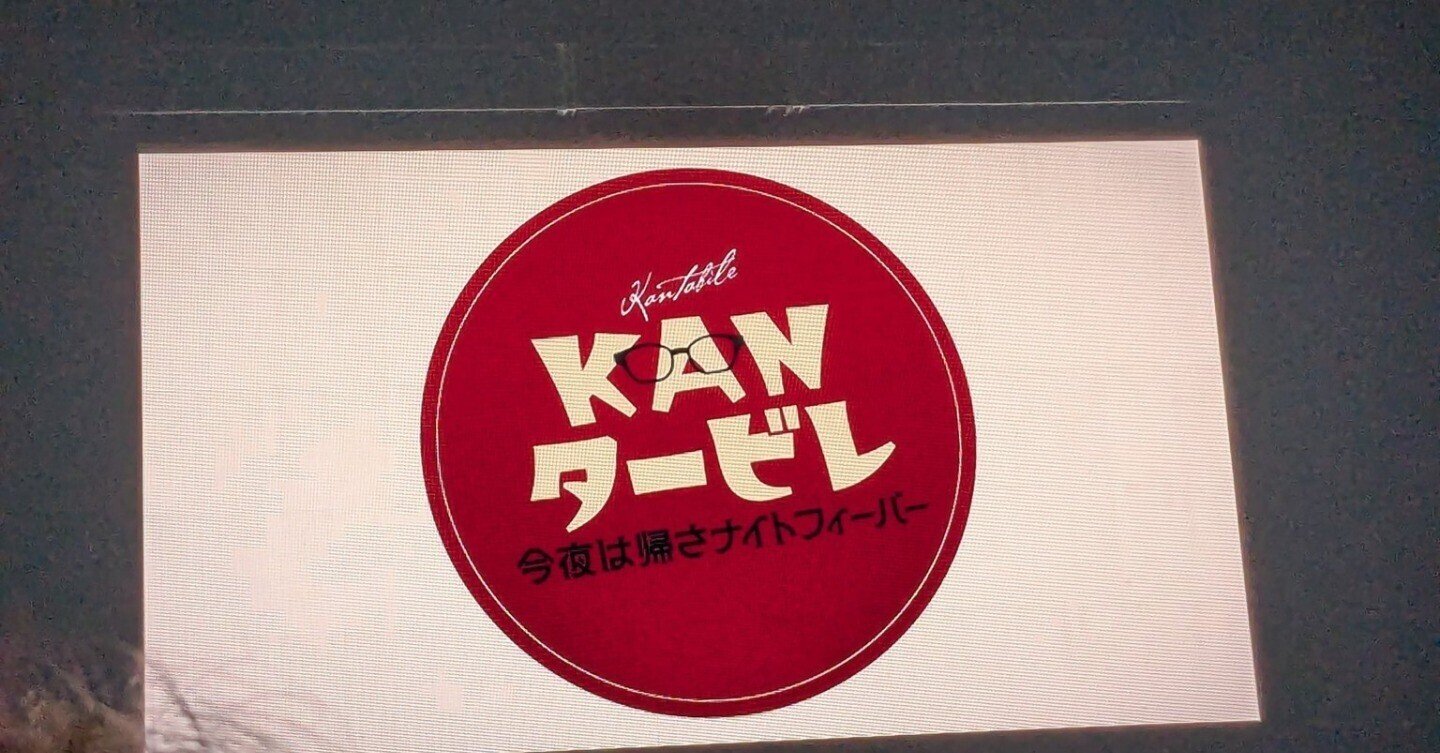 Kantabile
KAN
タービレ
今夜は帰さナイトフィーバー